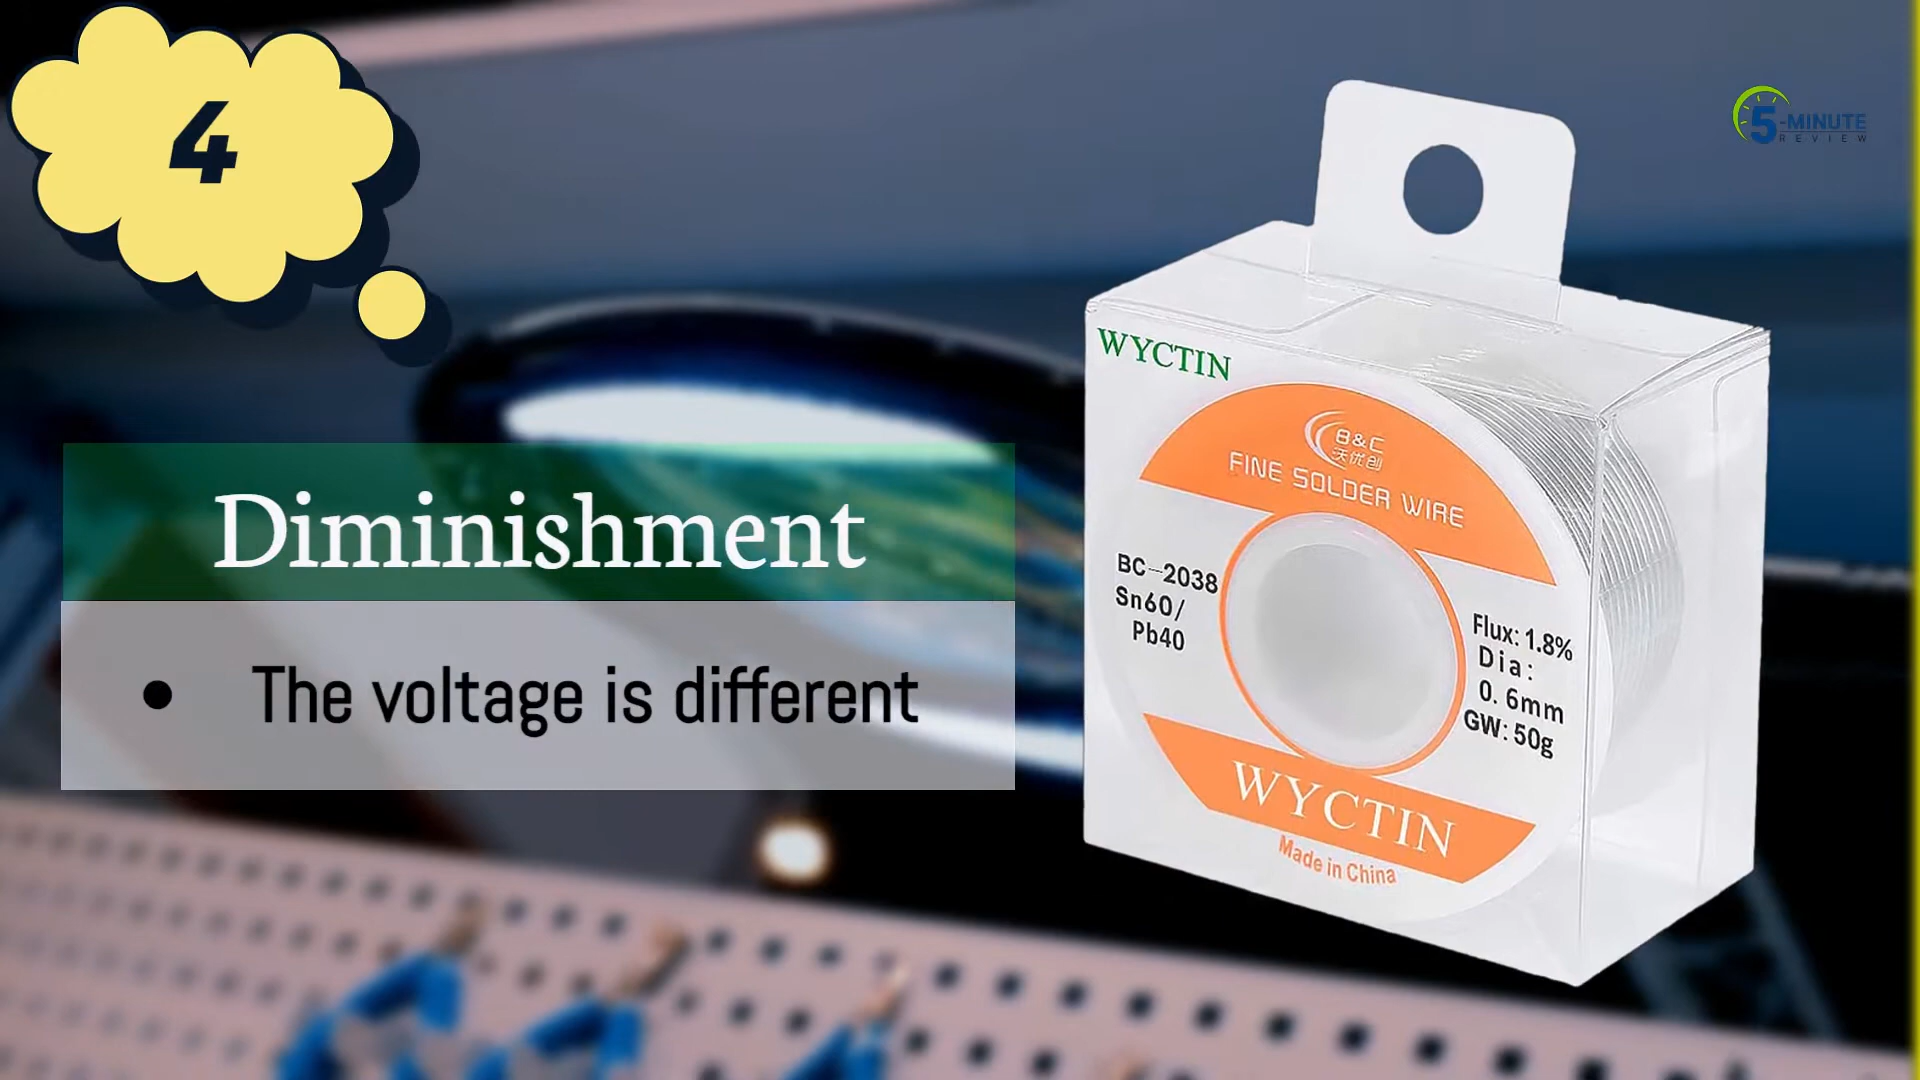 4
5-MINUTE
REVIEW
Diminishment
• The voltage is different
WYCTIN
B&C
沃优创
FINE SOLDER WIRE
BC-2038
Sn60/
Pb40
Flux: 1.8%
Dia:
0.6mm
GW: 50g
WYCTIN
Made in China